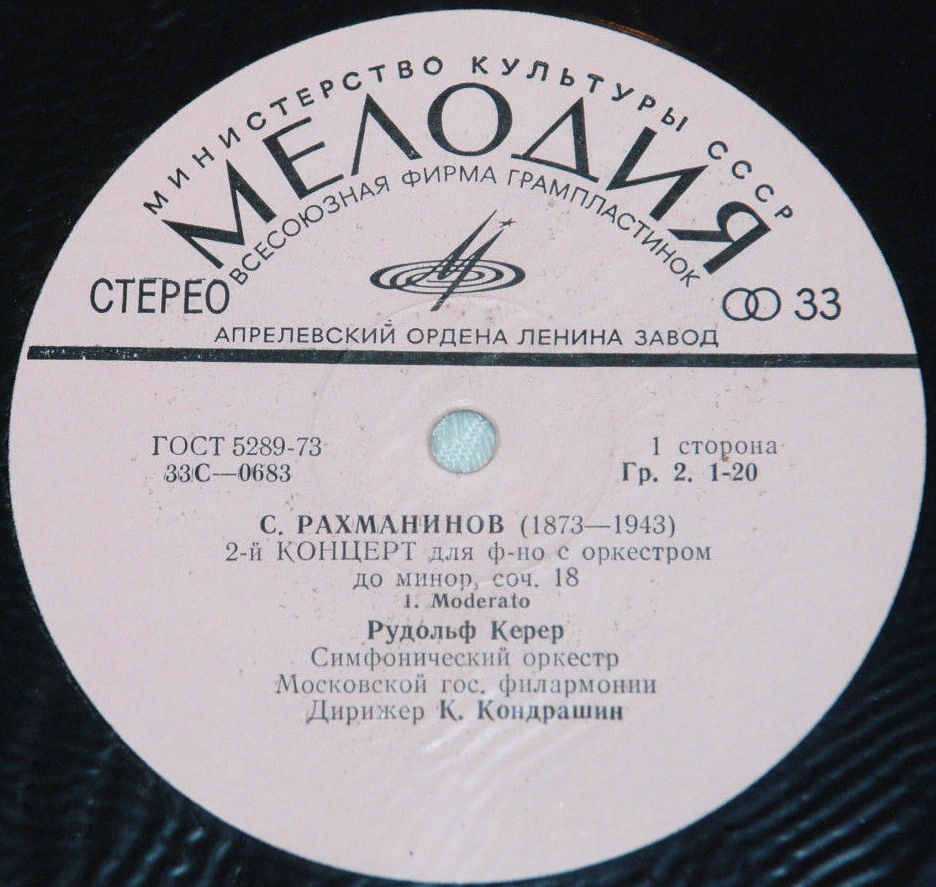 МИНИСТЕРСТВО КУЛЬТУРЫ СССР
МЕЛОДИЯ
ВСЕСОЮЗНАЯ ФИРМА ГРАМПЛАСТИНОК
СТЕРЕО
33
АПРЕЛЕВСКИЙ ОРДЕНА ЛЕНИНА ЗАВОД
ГОСТ 5289-73
1 сторона
33С—0683
Гр. 2. 1-20
С. РАХМАНИНОВ (1873—1943)
2-й КОНЦЕРТ для ф-но с оркестром
до минор, соч. 18
1. Moderato
Рудольф Керер
Симфонический оркестр
Московской гос. филармонии
Дирижер К. Кондрашин